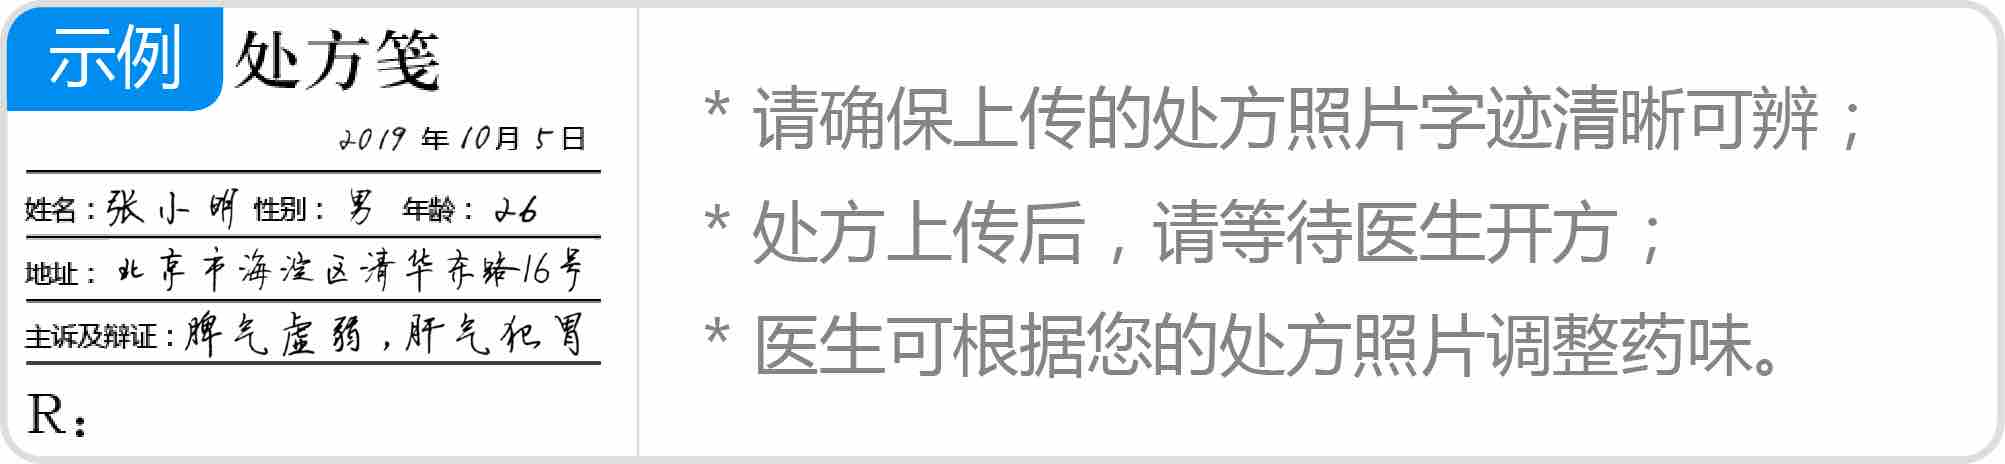 示例
处方笺
2019 年 10月 5日
姓名：张小明 性别：男 年龄：26
地址：北京市海淀区清华东路16号
主诉及辩证：脾气虚弱，肝气犯胃
R：
* 请确保上传的处方照片字迹清晰可辨；
* 处方上传后，请等待医生开方；
* 医生可根据您的处方照片调整药味。